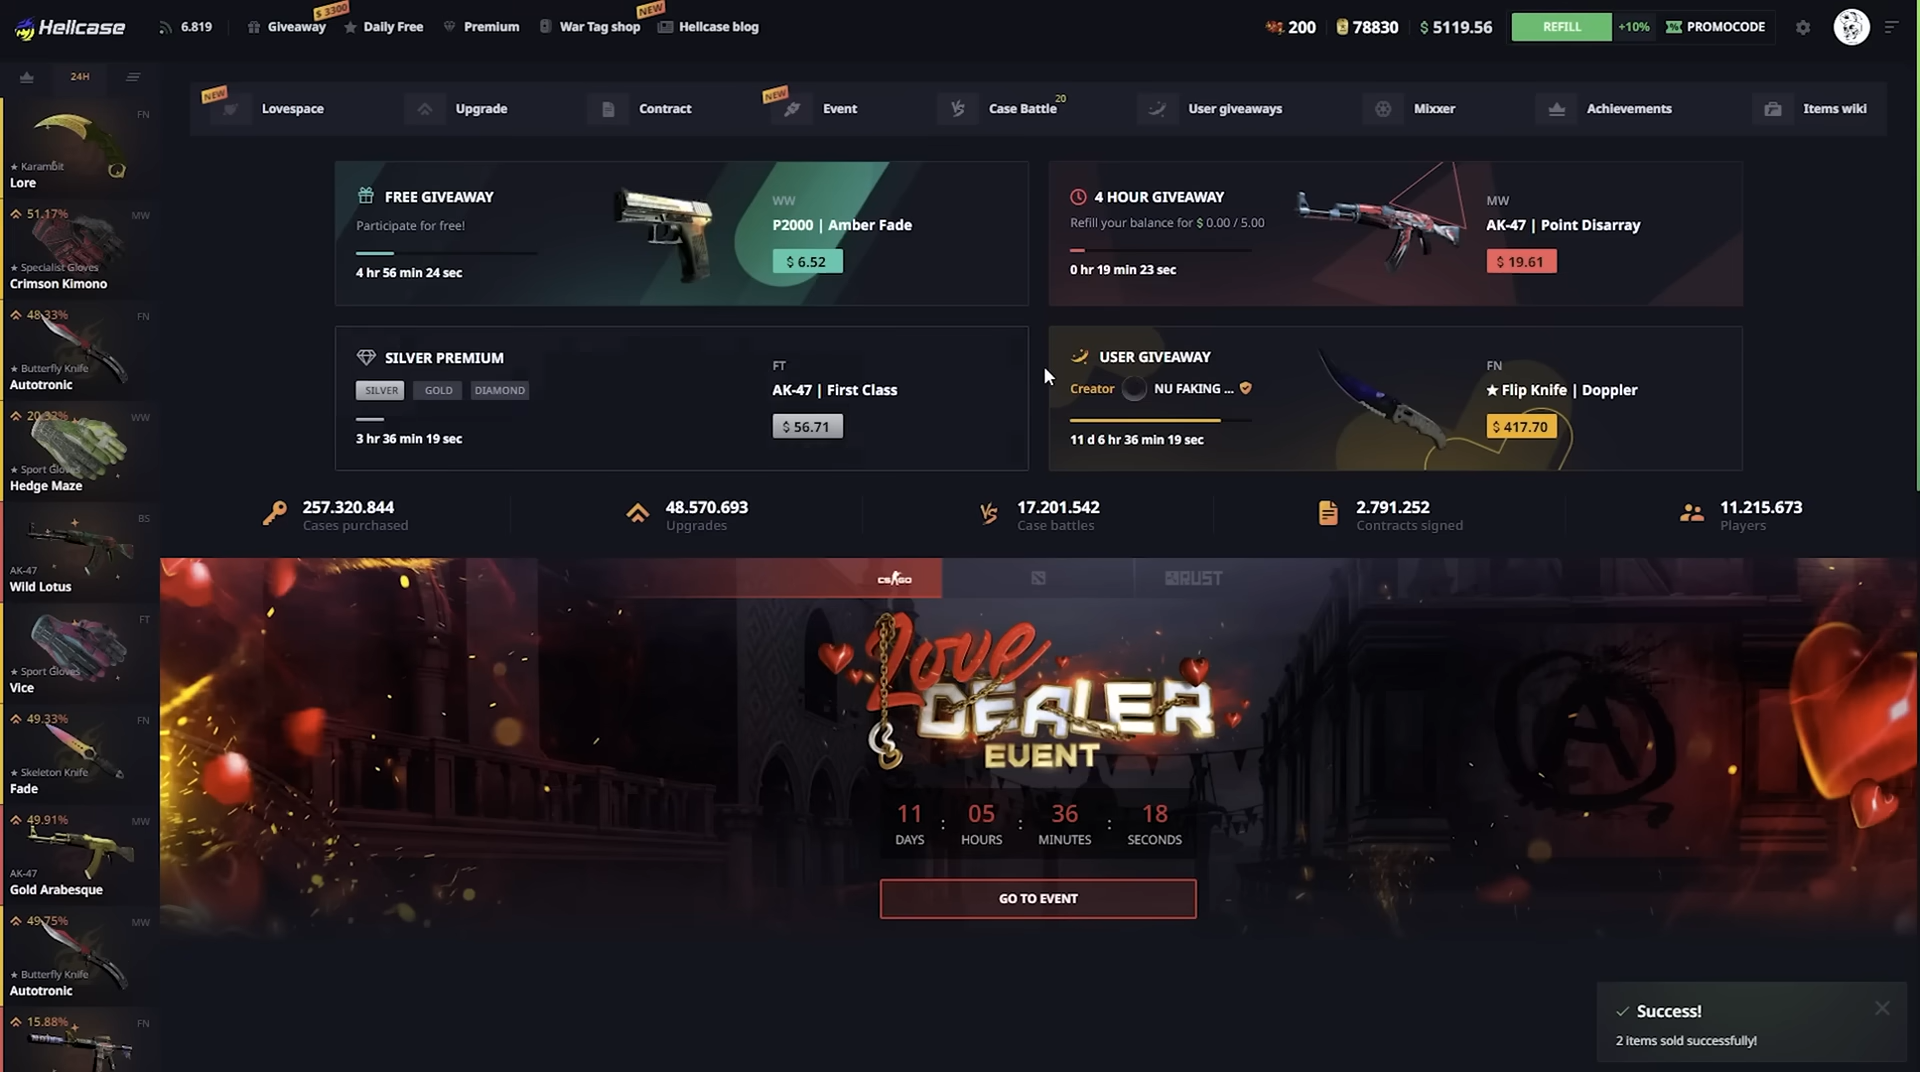 Hellcase
6.819
Giveaway
$ 3300
Daily Free
Premium
War Tag shop
NEW
Hellcase blog
200
78830
$ 5119.56
REFILL
+10%
PROMOCODE
24H
NEW
Lovespace
Upgrade
Contract
NEW
Event
Case Battle
20
User giveaways
Mixxer
Achievements
Items wiki
FN
★ Karambit
Lore
51.17%
MW
★ Specialist Gloves
Crimson Kimono
48.33%
FN
★ Butterfly Knife
Autotronic
20.32%
WW
★ Sport Gloves
Hedge Maze
BS
AK-47
Wild Lotus
FT
★ Sport Gloves
Vice
49.33%
FN
★ Skeleton Knife
Fade
49.91%
MW
AK-47
Gold Arabesque
49.75%
MW
★ Butterfly Knife
Autotronic
15.88%
FN
FREE GIVEAWAY
Participate for free!
4 hr 56 min 24 sec
WW
P2000 | Amber Fade
$ 6.52
4 HOUR GIVEAWAY
Refill your balance for $ 0.00 / 5.00
0 hr 19 min 23 sec
MW
AK-47 | Point Disarray
$ 19.61
SILVER PREMIUM
SILVER
GOLD
DIAMOND
3 hr 36 min 19 sec
FT
AK-47 | First Class
$ 56.71
USER GIVEAWAY
Creator
NU FAKING ...
11 d 6 hr 36 min 19 sec
FN
★ Flip Knife | Doppler
$ 417.70
257.320.844
Cases purchased
48.570.693
Upgrades
17.201.542
Case battles
2.791.252
Contracts signed
11.215.673
Players
CS:GO
RUST
Love
DEALER
EVENT
11 : 05 : 36 : 18
DAYS HOURS MINUTES SECONDS
GO TO EVENT
Success!
2 items sold successfully!